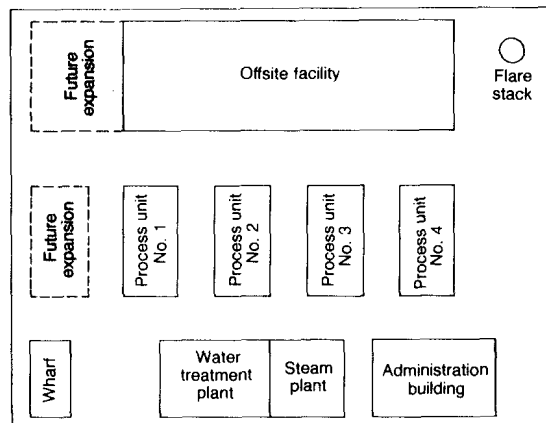 Future
expansion
Offsite facility
Flare
stack
Future
expansion
Process unit
No. 1
Process unit
No. 2
Process unit
No. 3
Process unit
No. 4
Wharf
Water
treatment
plant
Steam
plant
Administration
building